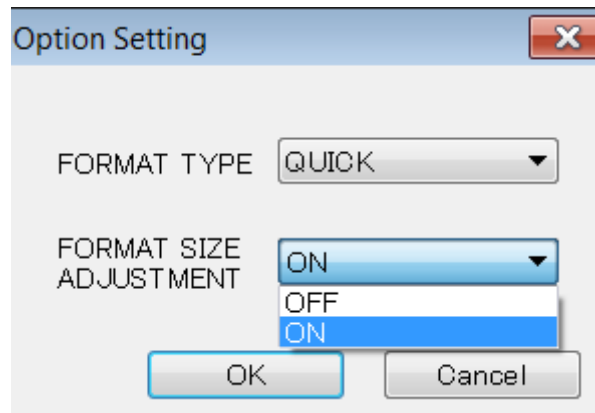 Option Setting
FORMAT TYPE QUICK
FORMAT SIZE
ADJUSTMENT
ON
OFF
ON
OK Cancel